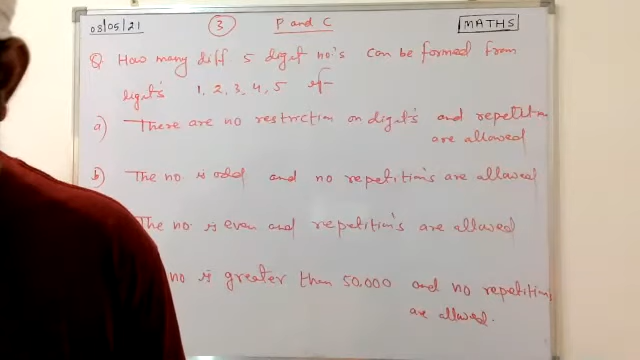 03/05/21 ③ P and C MATHS
Q How many diff. 5 digit no's can be formed from
digit's 1, 2, 3, 4, 5 if-
a) There are no restriction on digit's and repetition
are allowed
b) The no. is odd and no repetition's are allowed
The no. is even and repetition's are allowed
no is greater than 50,000 and no repetition's
are allowed.